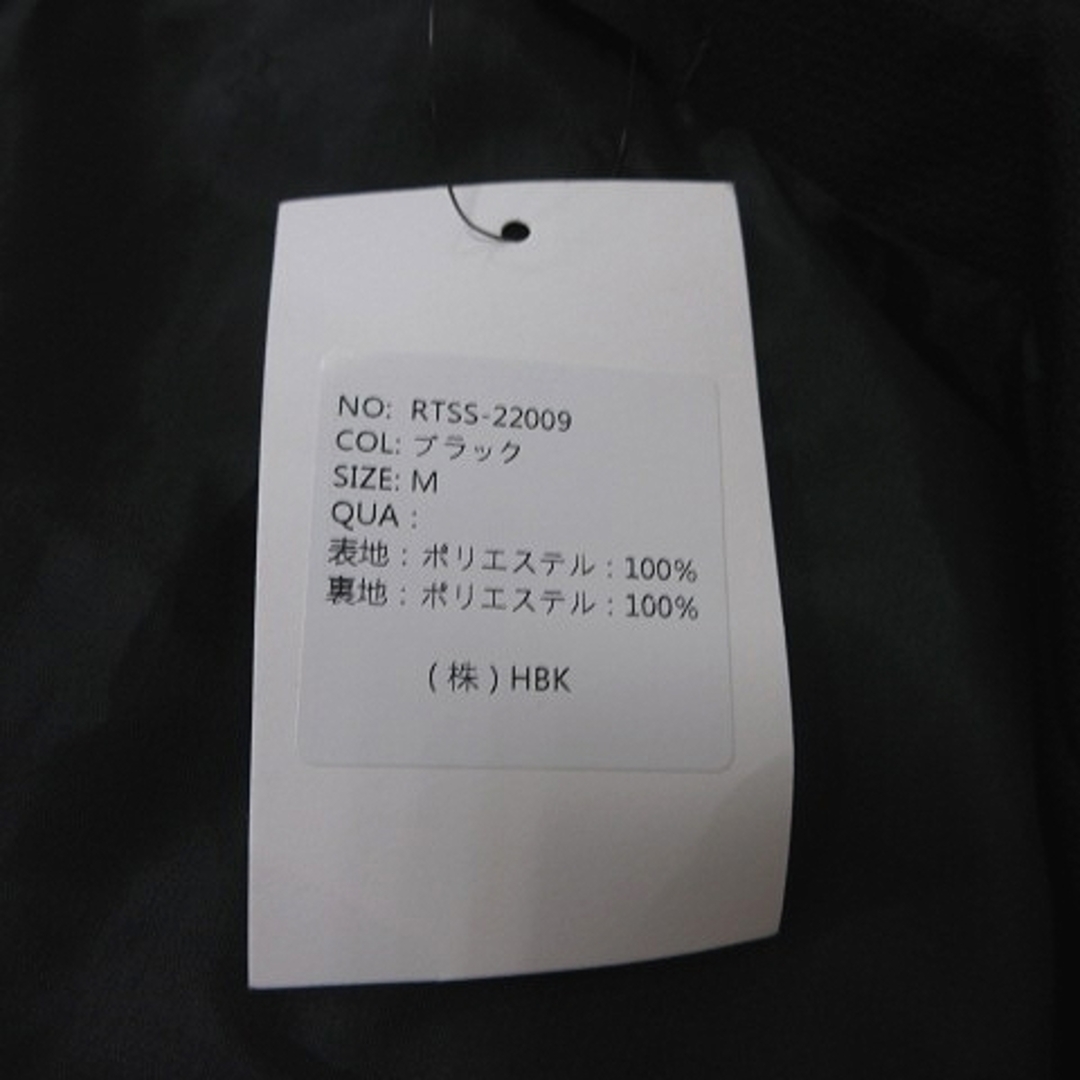 NO: RTSS-22009
COL: ブラック
SIZE: M
QUA :
表地 : ポリエステル : 100%
裏地 : ポリエステル : 100%
( 株 ) HBK